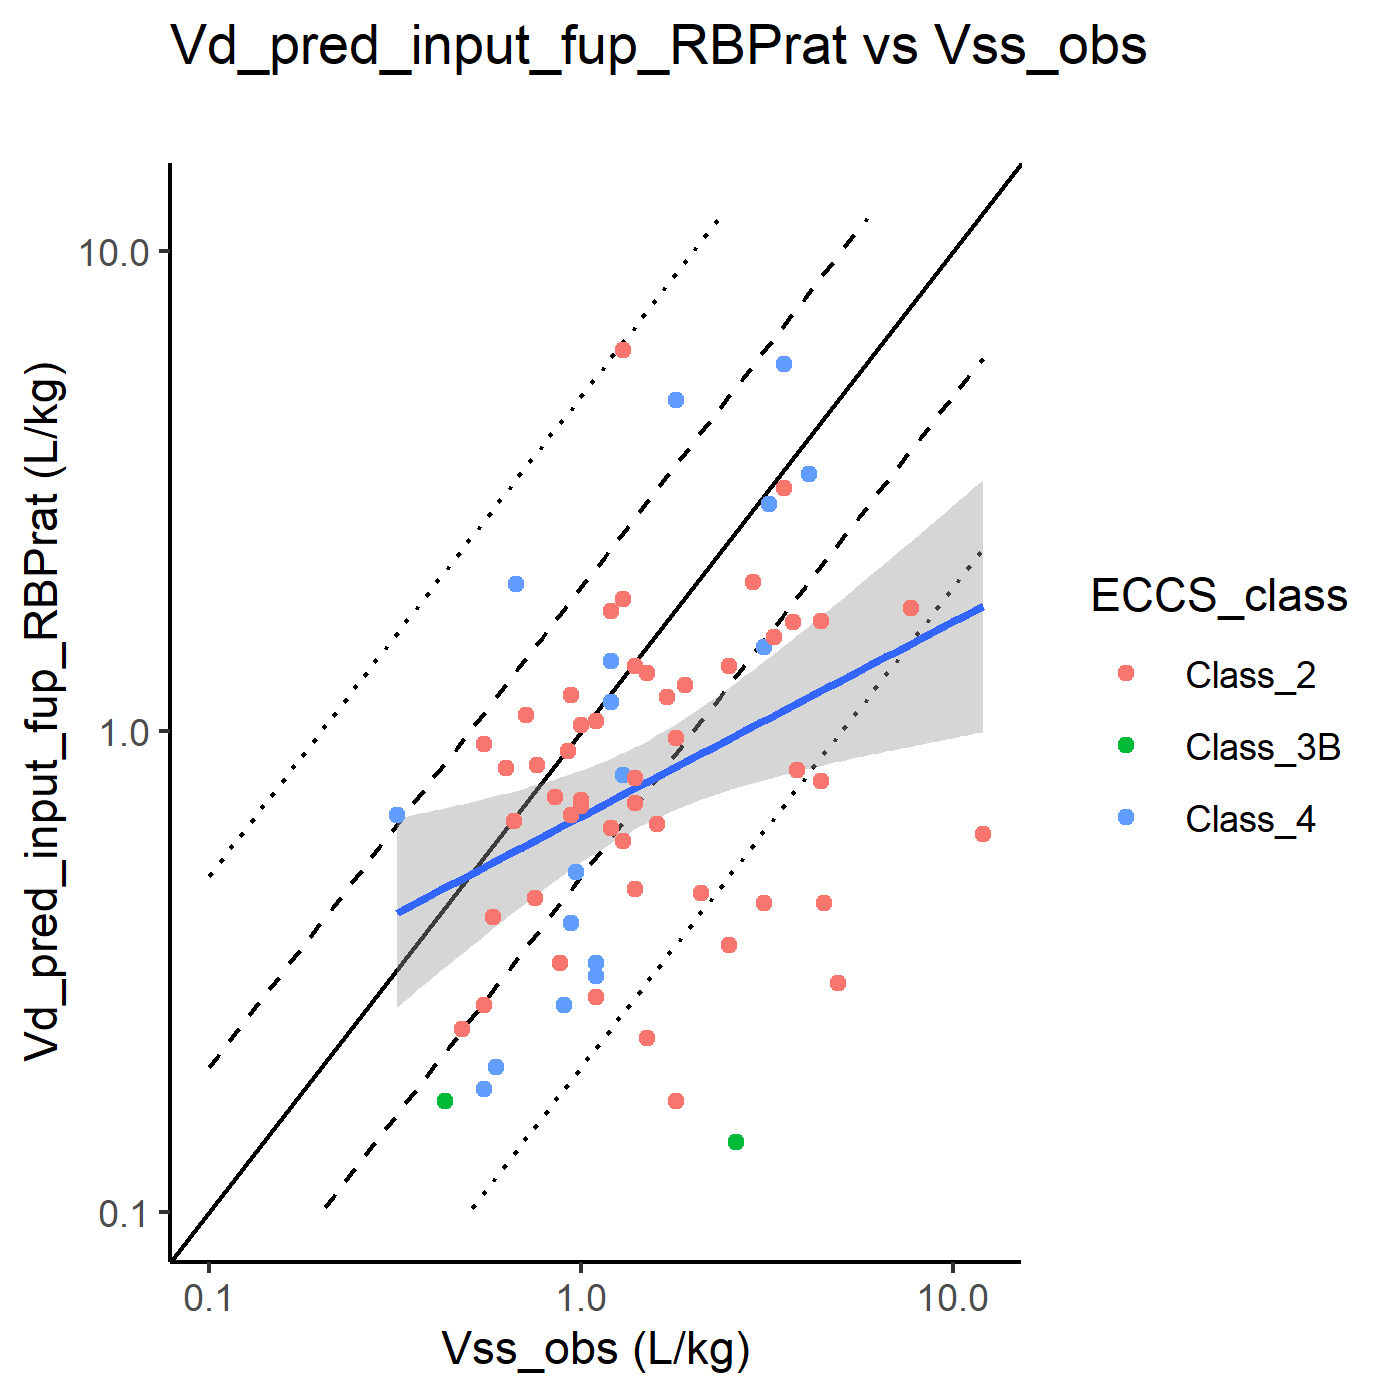 Vd_pred_input_fup_RBPrat vs Vss_obs
Vd_pred_input_fup_RBPrat (L/kg)
10.0
1.0
0.1
0.1
1.0
10.0
Vss_obs (L/kg)
ECCS_class
Class_2
Class_3B
Class_4